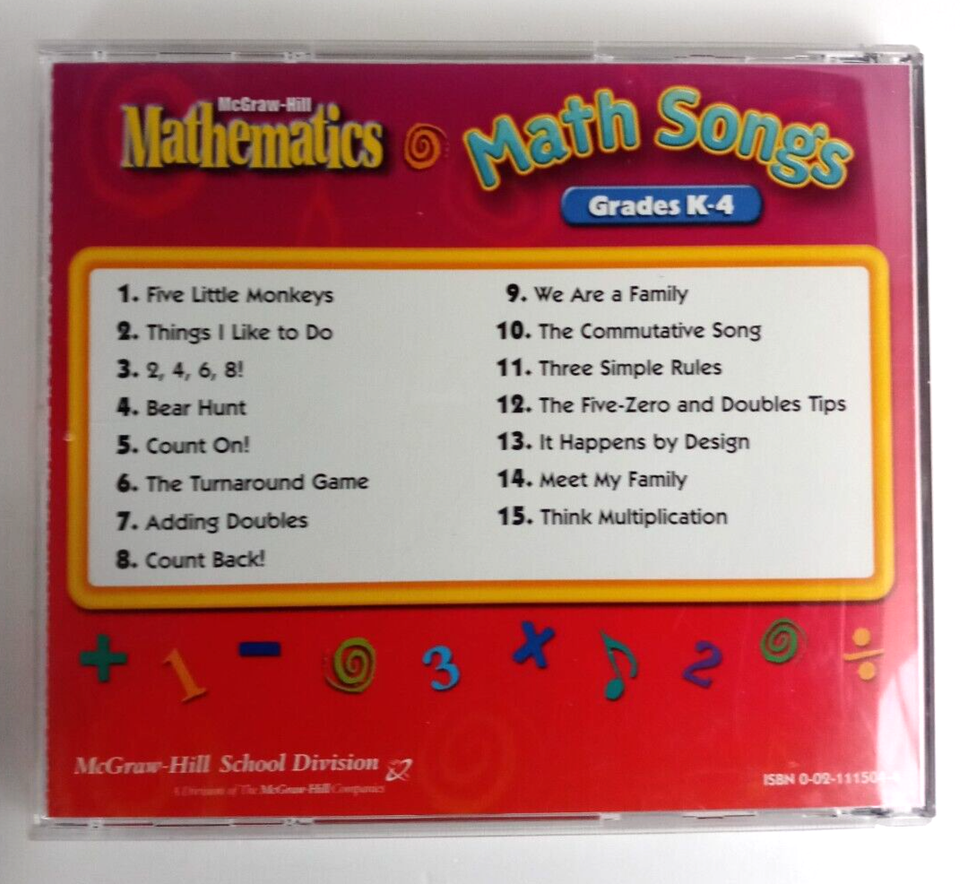 McGraw-Hill
Mathematics
Math Songs
Grades K-4
1. Five Little Monkeys
2. Things I Like to Do
3. 2, 4, 6, 8!
4. Bear Hunt
5. Count On!
6. The Turnaround Game
7. Adding Doubles
8. Count Back!
9. We Are a Family
10. The Commutative Song
11. Three Simple Rules
12. The Five-Zero and Doubles Tips
13. It Happens by Design
14. Meet My Family
15. Think Multiplication
+ 1 - 3 × 2 ÷
McGraw-Hill School Division
A Division of The McGraw-Hill Companies
ISBN